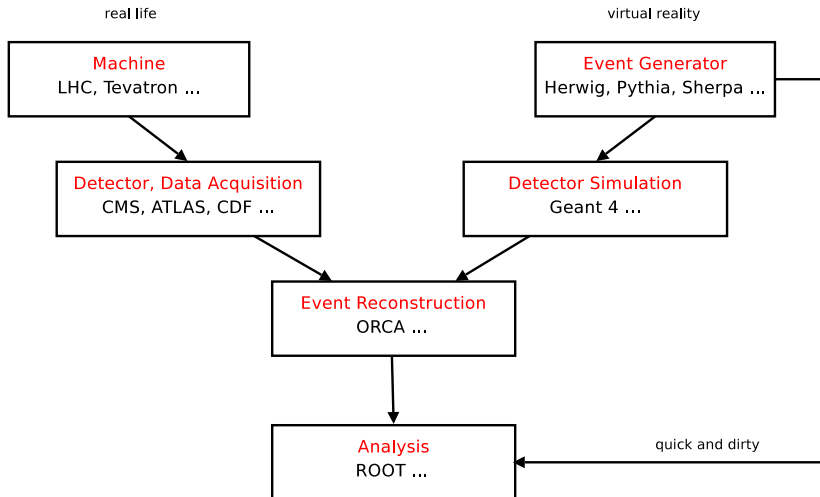 real life
virtual reality
Machine
LHC, Tevatron ...
Event Generator
Herwig, Pythia, Sherpa ...
Detector, Data Acquisition
CMS, ATLAS, CDF ...
Detector Simulation
Geant 4 ...
Event Reconstruction
ORCA ...
Analysis
ROOT ...
quick and dirty